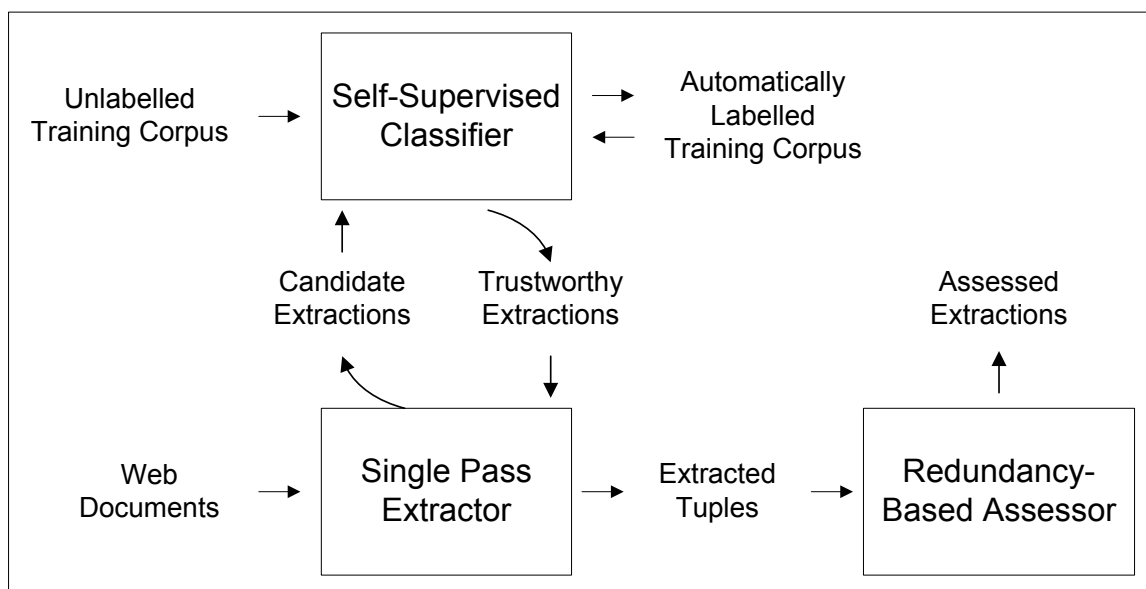 Unlabelled
Training Corpus
Self-Supervised
Classifier
Automatically
Labelled
Training Corpus
Candidate
Extractions
Trustworthy
Extractions
Assessed
Extractions
Web
Documents
Single Pass
Extractor
Extracted
Tuples
Redundancy-
Based Assessor